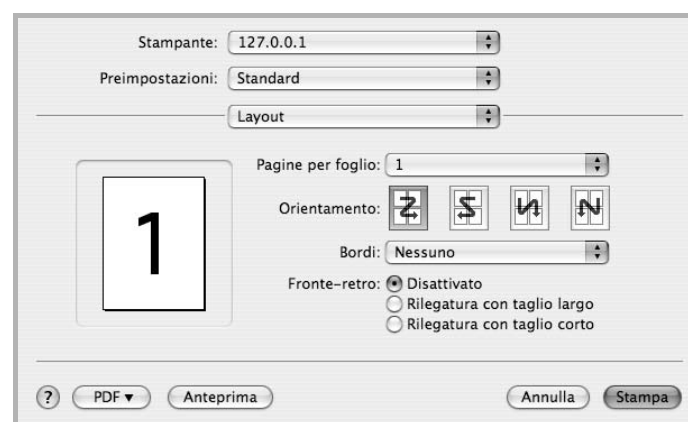 Stampante: 127.0.0.1
Preimpostazioni: Standard
Layout
Pagine per foglio: 1
1
Orientamento:
Bordi: Nessuno
Fronte-retro: Disattivato
Rilegatura con taglio largo
Rilegatura con taglio corto
? PDF ▼ Anteprima Annulla Stampa